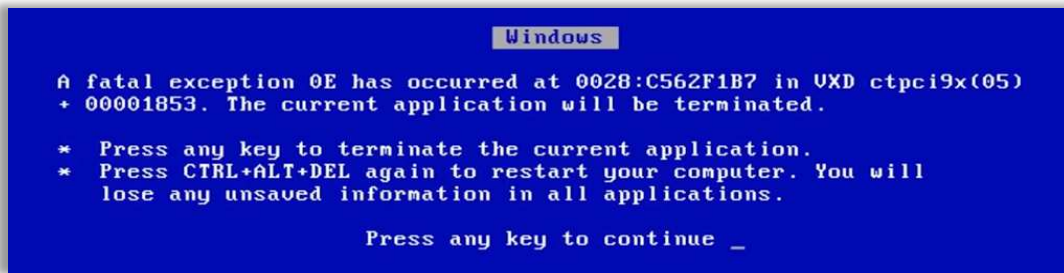 Windows
A fatal exception 0E has occurred at 0028:C562F1B7 in VXD ctpci9x(05)
+ 00001853. The current application will be terminated.
* Press any key to terminate the current application.
* Press CTRL+ALT+DEL again to restart your computer. You will
lose any unsaved information in all applications.
Press any key to continue _